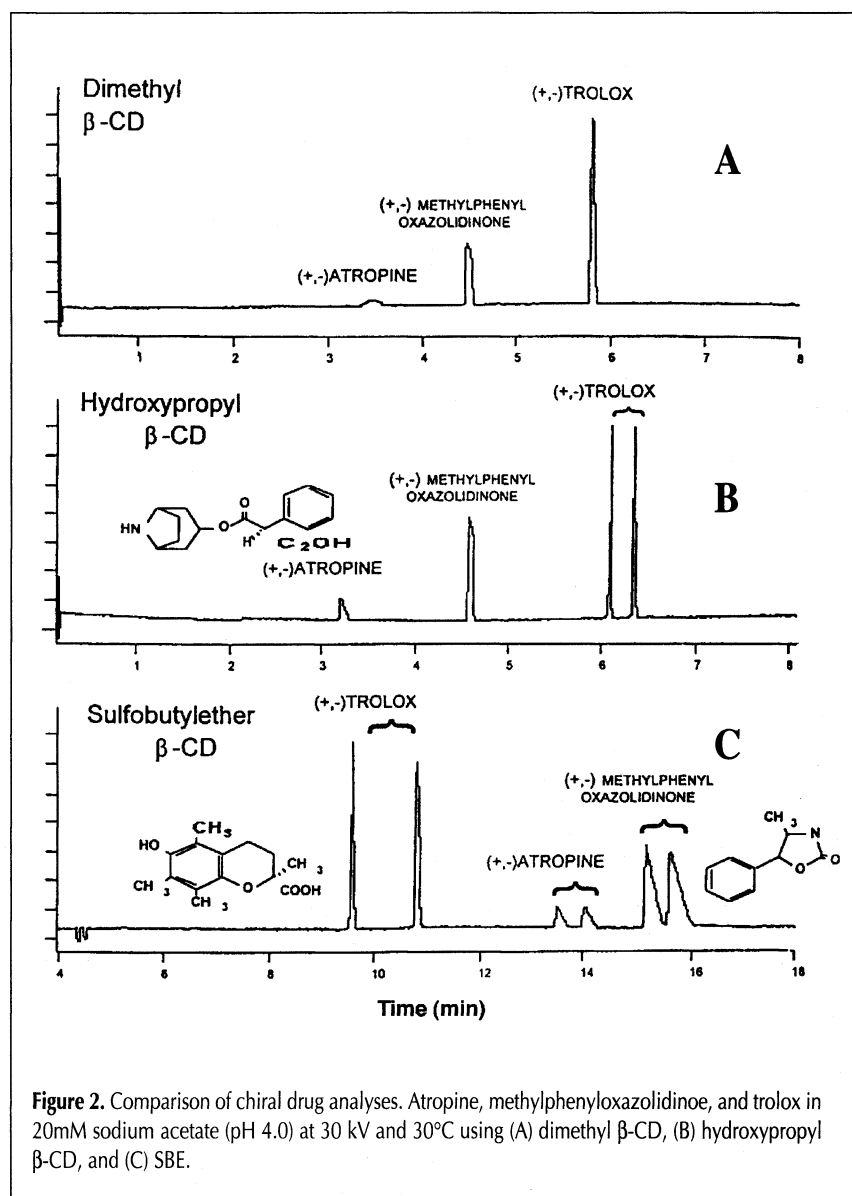 Dimethyl
β-CD
(+,-)TROLOX
A
(+,-) METHYLPHENYL
OXAZOLIDINONE
(+,-)ATROPINE
1 2 3 4 5 6 7 8
Hydroxypropyl
β-CD
(+,-)TROLOX
B
(+,-) METHYLPHENYL
OXAZOLIDINONE
HN
O
O
H
C₂OH
(+,-)ATROPINE
1 2 3 4 5 6 7 8
Sulfobutylether
β-CD
(+,-)TROLOX
C
(+,-) METHYLPHENYL
OXAZOLIDINONE
(+,-)ATROPINE
CH₃
HO
CH₃
CH₃
O
CH₃
COOH
CH₃
N
O
O
4 6 8 10 12 14 16 18
Time (min)
Figure 2. Comparison of chiral drug analyses. Atropine, methylphenyloxazolidinoe, and trolox in
20mM sodium acetate (pH 4.0) at 30 kV and 30°C using (A) dimethyl β-CD, (B) hydroxypropyl
β-CD, and (C) SBE.